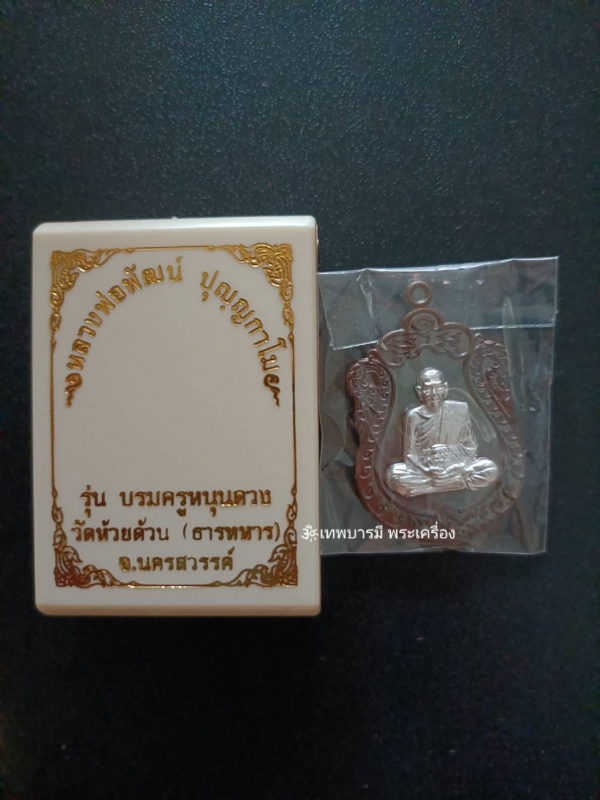 หลวงพ่อพัฒน์ ปุญญกาโม
รุ่น บรมครูหนุนดวง
วัดห้วยด้วน (ธารทหาร)
จ.นครสวรรค์
เทพบารมี พระเครื่อง